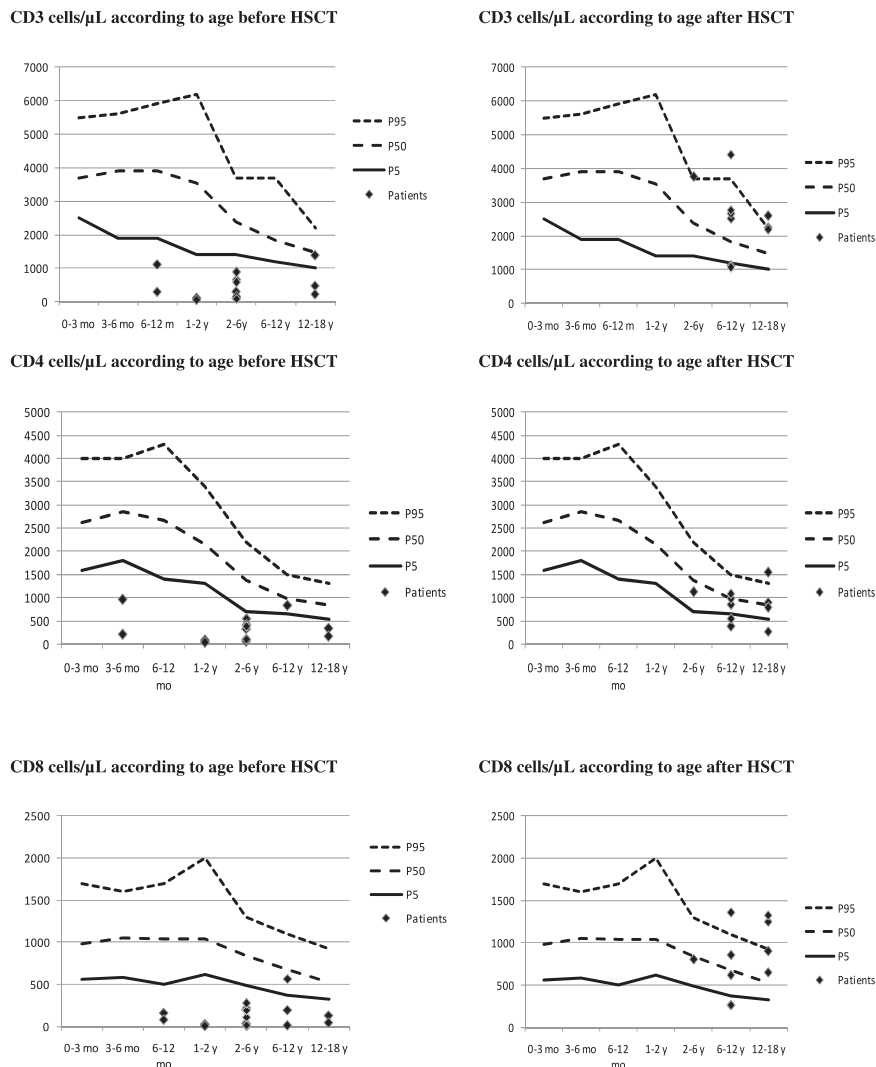 CD3 cells/µL according to age before HSCT
7000
6000
5000
4000
3000
2000
1000
0
0-3 mo 3-6 mo 6-12 m 1-2 y 2-6y 6-12 y 12-18 y
P95
P50
P5
Patients
CD3 cells/µL according to age after HSCT
7000
6000
5000
4000
3000
2000
1000
0
0-3 mo 3-6 mo 6-12 m 1-2 y 2-6y 6-12 y 12-18 y
P95
P50
P5
Patients
CD4 cells/µL according to age before HSCT
5000
4500
4000
3500
3000
2500
2000
1500
1000
500
0
0-3 mo 3-6 mo 6-12 1-2 y 2-6 y 6-12 y 12-18 y
mo
P95
P50
P5
Patients
CD4 cells/µL according to age after HSCT
5000
4500
4000
3500
3000
2500
2000
1500
1000
500
0
0-3 mo 3-6 mo 6-12 1-2 y 2-6 y 6-12 y 12-18 y
mo
P95
P50
P5
Patients
CD8 cells/µL according to age before HSCT
2500
2000
1500
1000
500
0
0-3 mo 3-6 mo 6-12 1-2 y 2-6 y 6-12 y 12-18 y
mo
P95
P50
P5
Patients
CD8 cells/µL according to age after HSCT
2500
2000
1500
1000
500
0
0-3 mo 3-6 mo 6-12 1-2 y 2-6 y 6-12 y 12-18 y
mo
P95
P50
P5
Patients